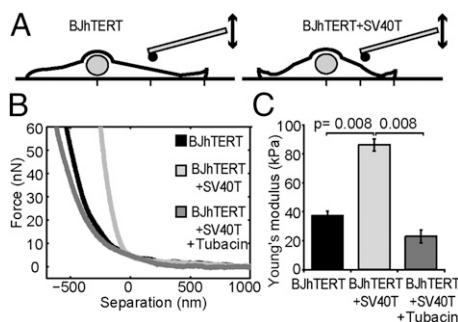 A
BJhTERT
BJhTERT+SV40T
B
60
50
40
30
20
10
0
Force (nN)
-500
0
500
1000
Separation (nm)
BJhTERT
BJhTERT
+SV40T
BJhTERT
+SV40T
+Tubacin
C
p= 0.008
0.008
Young's modulus (kPa)
100
80
60
40
20
0
BJhTERT
BJhTERT
+SV40T
BJhTERT
+SV40T
+Tubacin